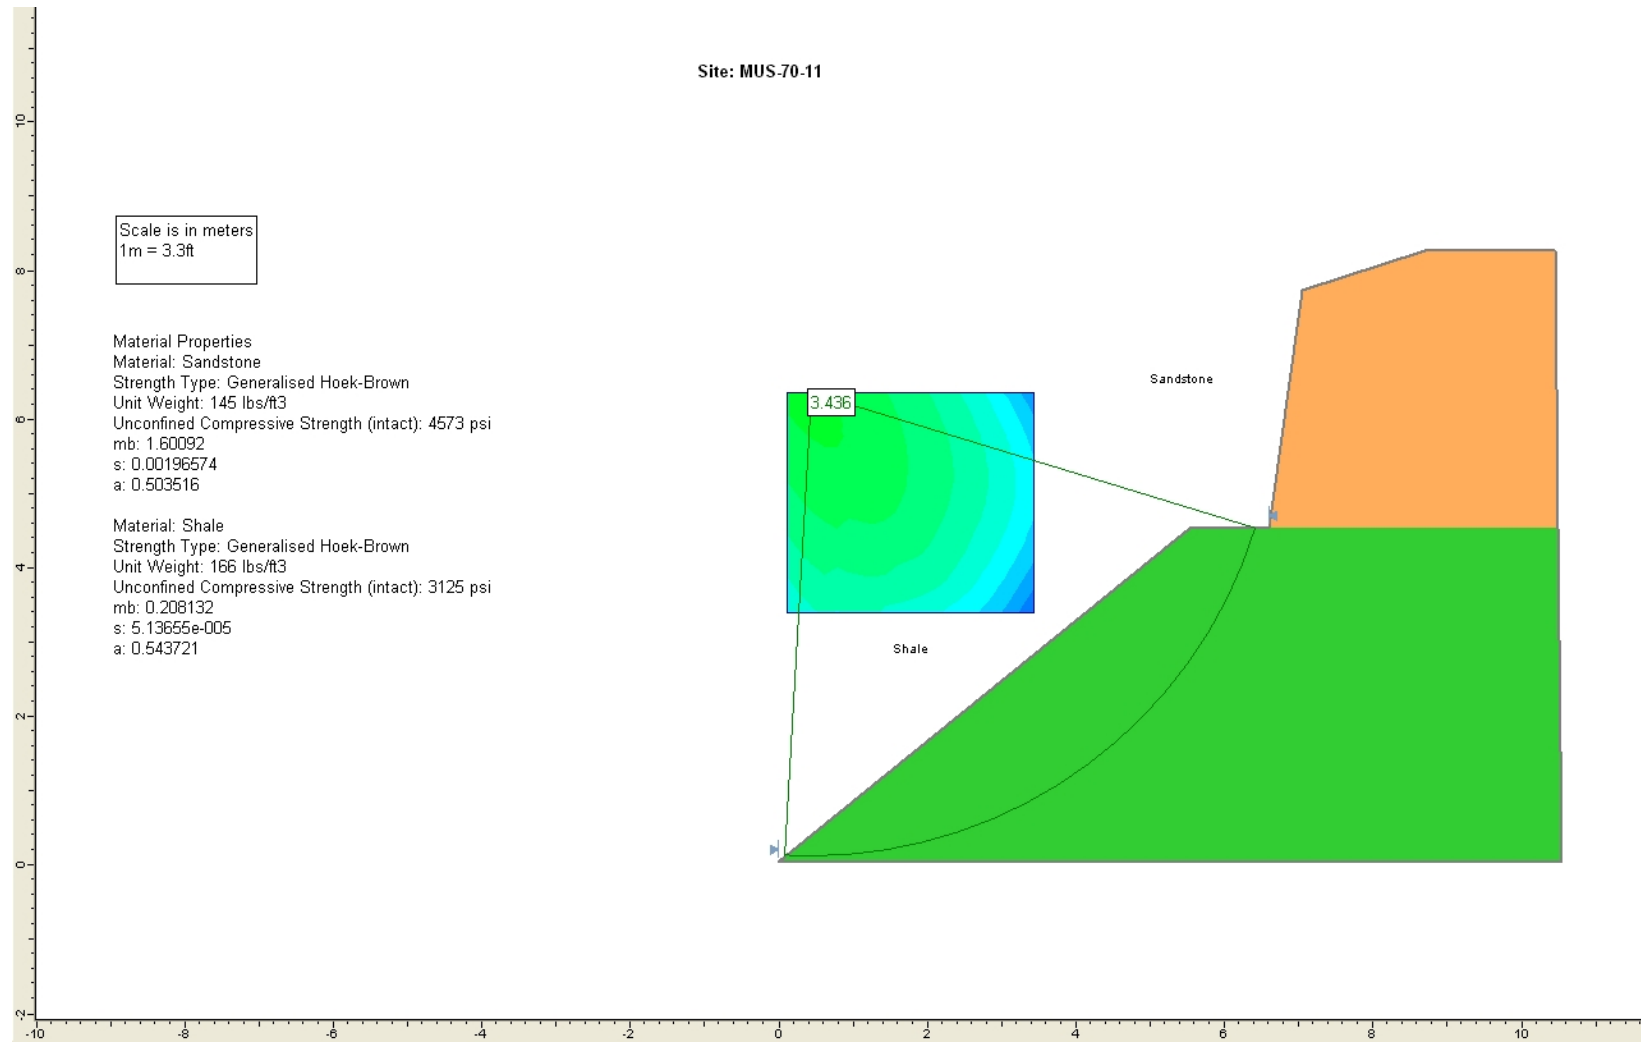 Site: MUS-70-11
Scale is in meters
1m = 3.3ft
Material Properties
Material: Sandstone
Strength Type: Generalised Hoek-Brown
Unit Weight: 145 lbs/ft3
Unconfined Compressive Strength (intact): 4573 psi
mb: 1.60092
s: 0.00196574
a: 0.503516
Material: Shale
Strength Type: Generalised Hoek-Brown
Unit Weight: 166 lbs/ft3
Unconfined Compressive Strength (intact): 3125 psi
mb: 0.208132
s: 5.13655e-005
a: 0.543721
Sandstone
3.436
Shale
10
8
6
4
2
0
-2
-10
-8
-6
-4
-2
0
2
4
6
8
10